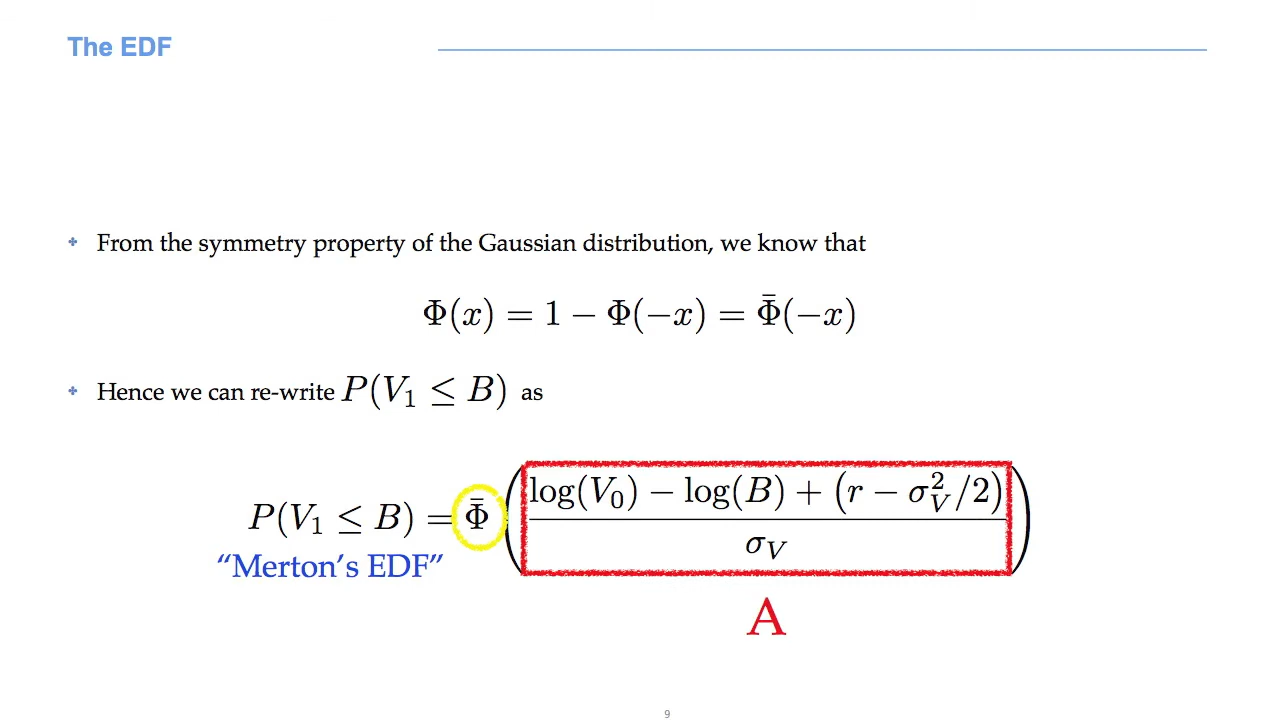 The EDF
From the symmetry property of the Gaussian distribution, we know that
Φ(x) = 1 − Φ(−x) = Φ̄(−x)
Hence we can re-write P(V₁ ≤ B) as
P(V₁ ≤ B) = Φ̄ ( (log(V₀) − log(B) + (r − σ_V²/2)) / σ_V )
“Merton’s EDF”
A
9